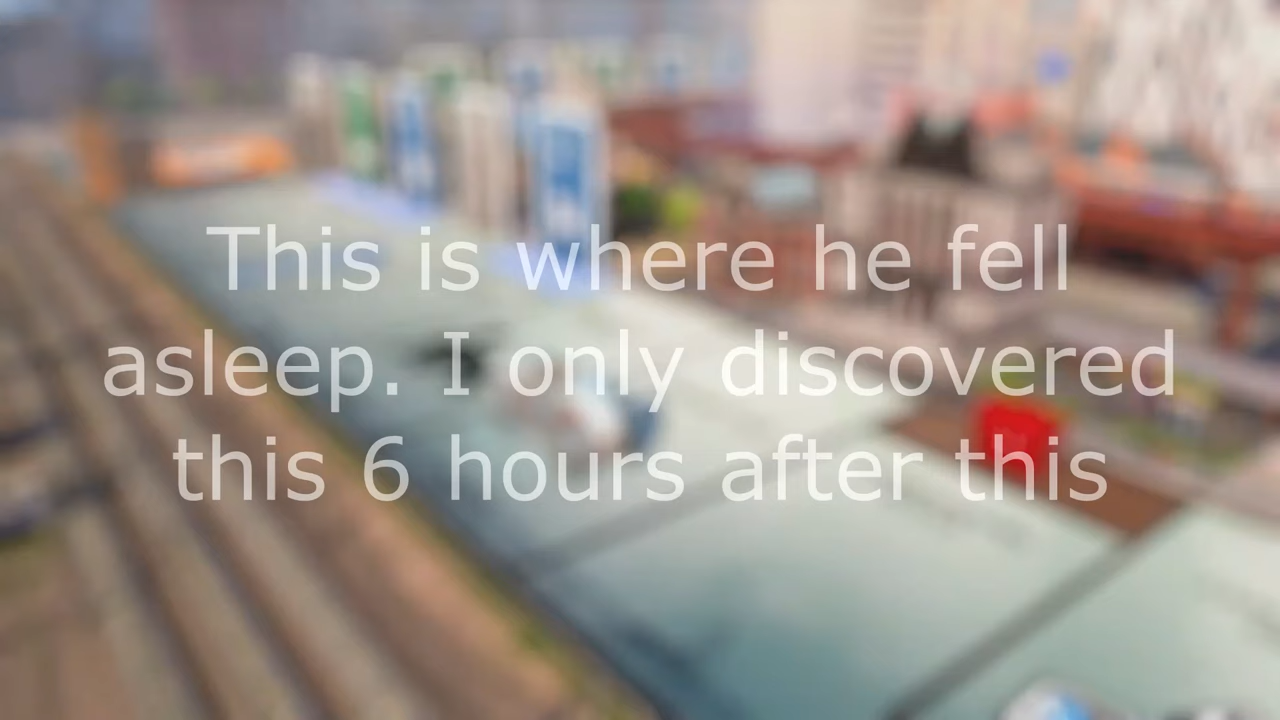 This is where he fell
asleep. I only discovered
this 6 hours after this